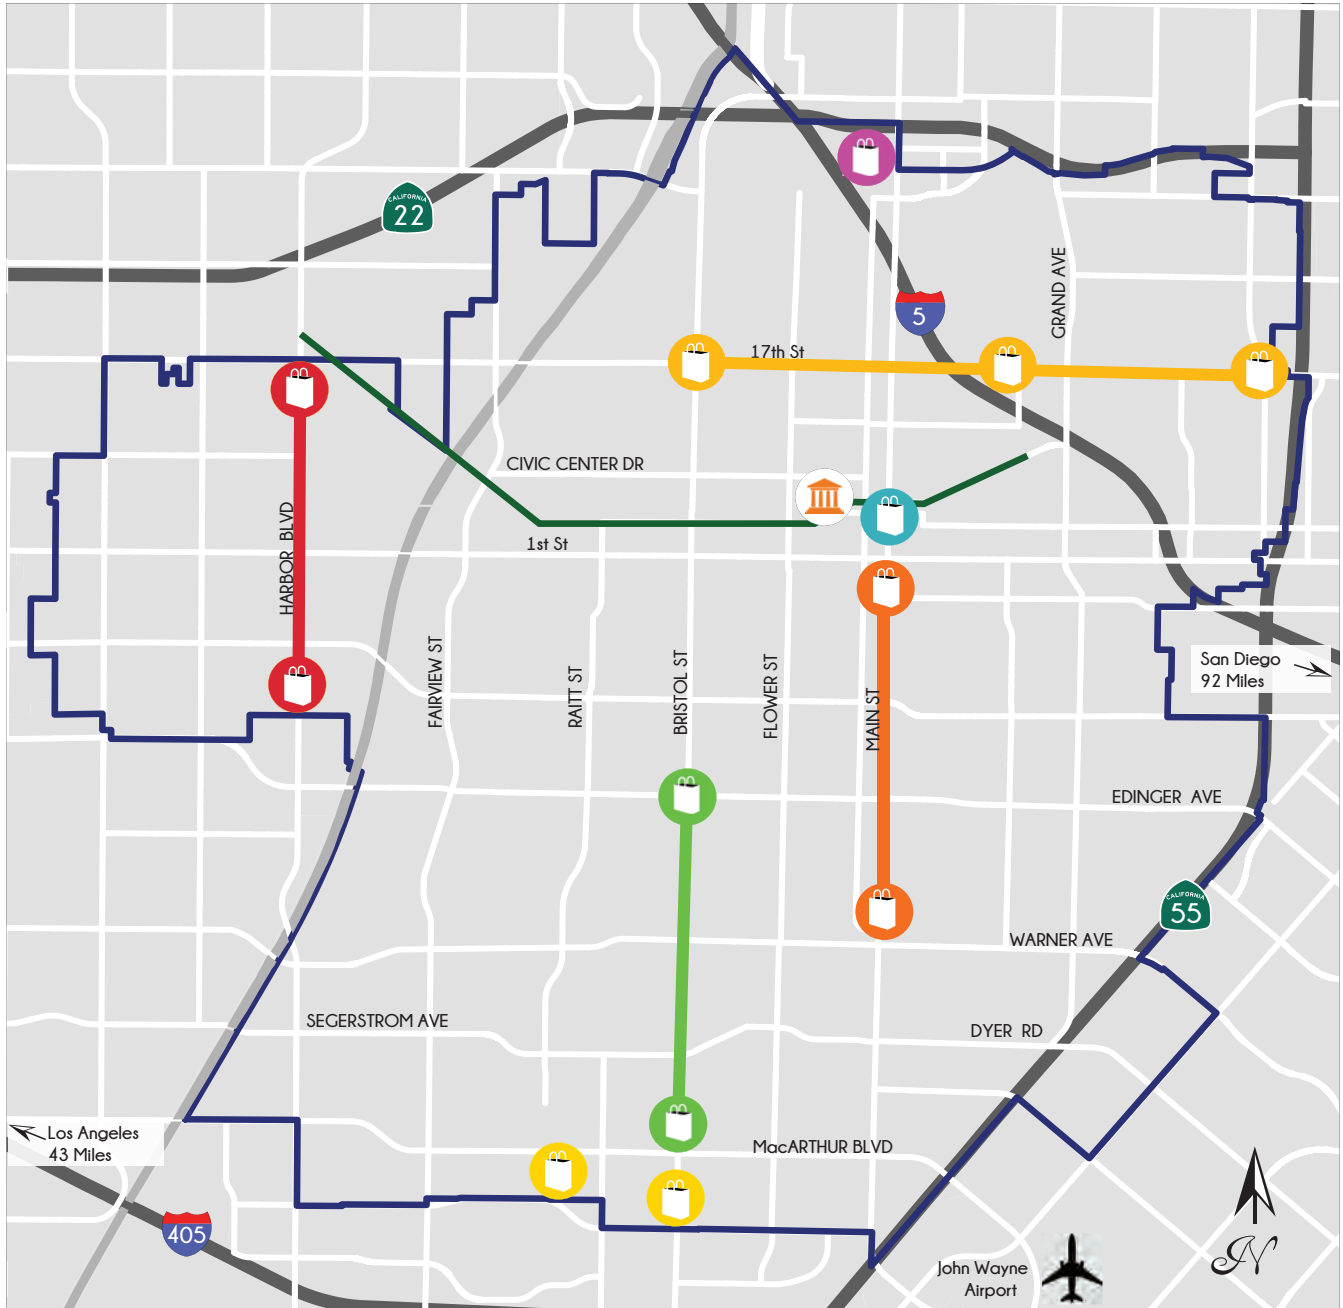 CALIFORNIA
22
5
GRAND AVE
17th St
CIVIC CENTER DR
1st St
HARBOR BLVD
FAIRVIEW ST
RAITT ST
BRISTOL ST
FLOWER ST
MAIN ST
San Diego
92 Miles
EDINGER AVE
CALIFORNIA
55
WARNER AVE
SEGERSTROM AVE
DYER RD
Los Angeles
43 Miles
MacARTHUR BLVD
405
John Wayne
Airport
N